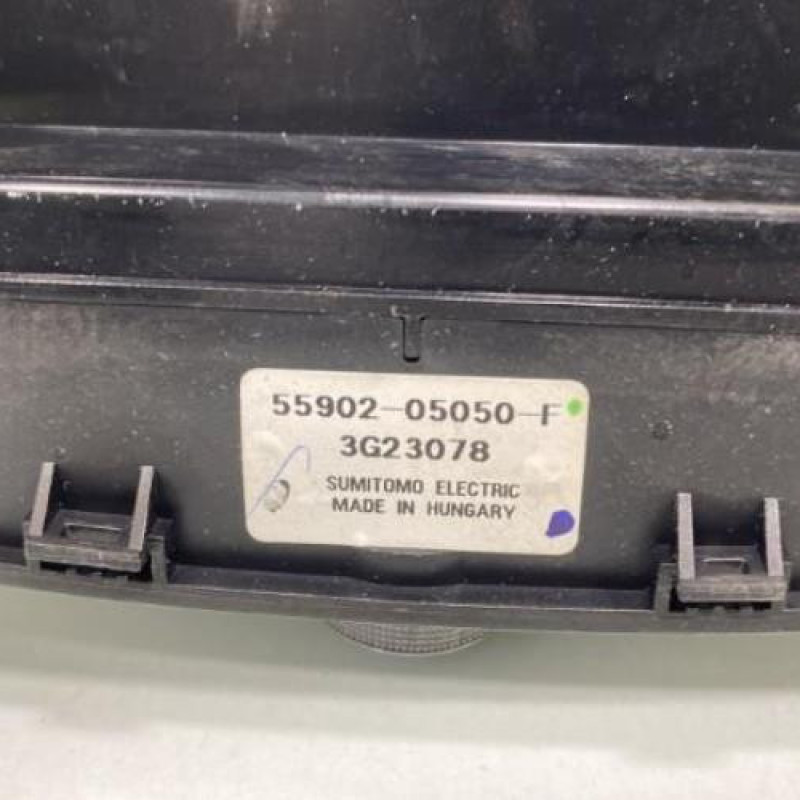 55902-05050-F
3G23078
SUMITOMO ELECTRIC
MADE IN HUNGARY